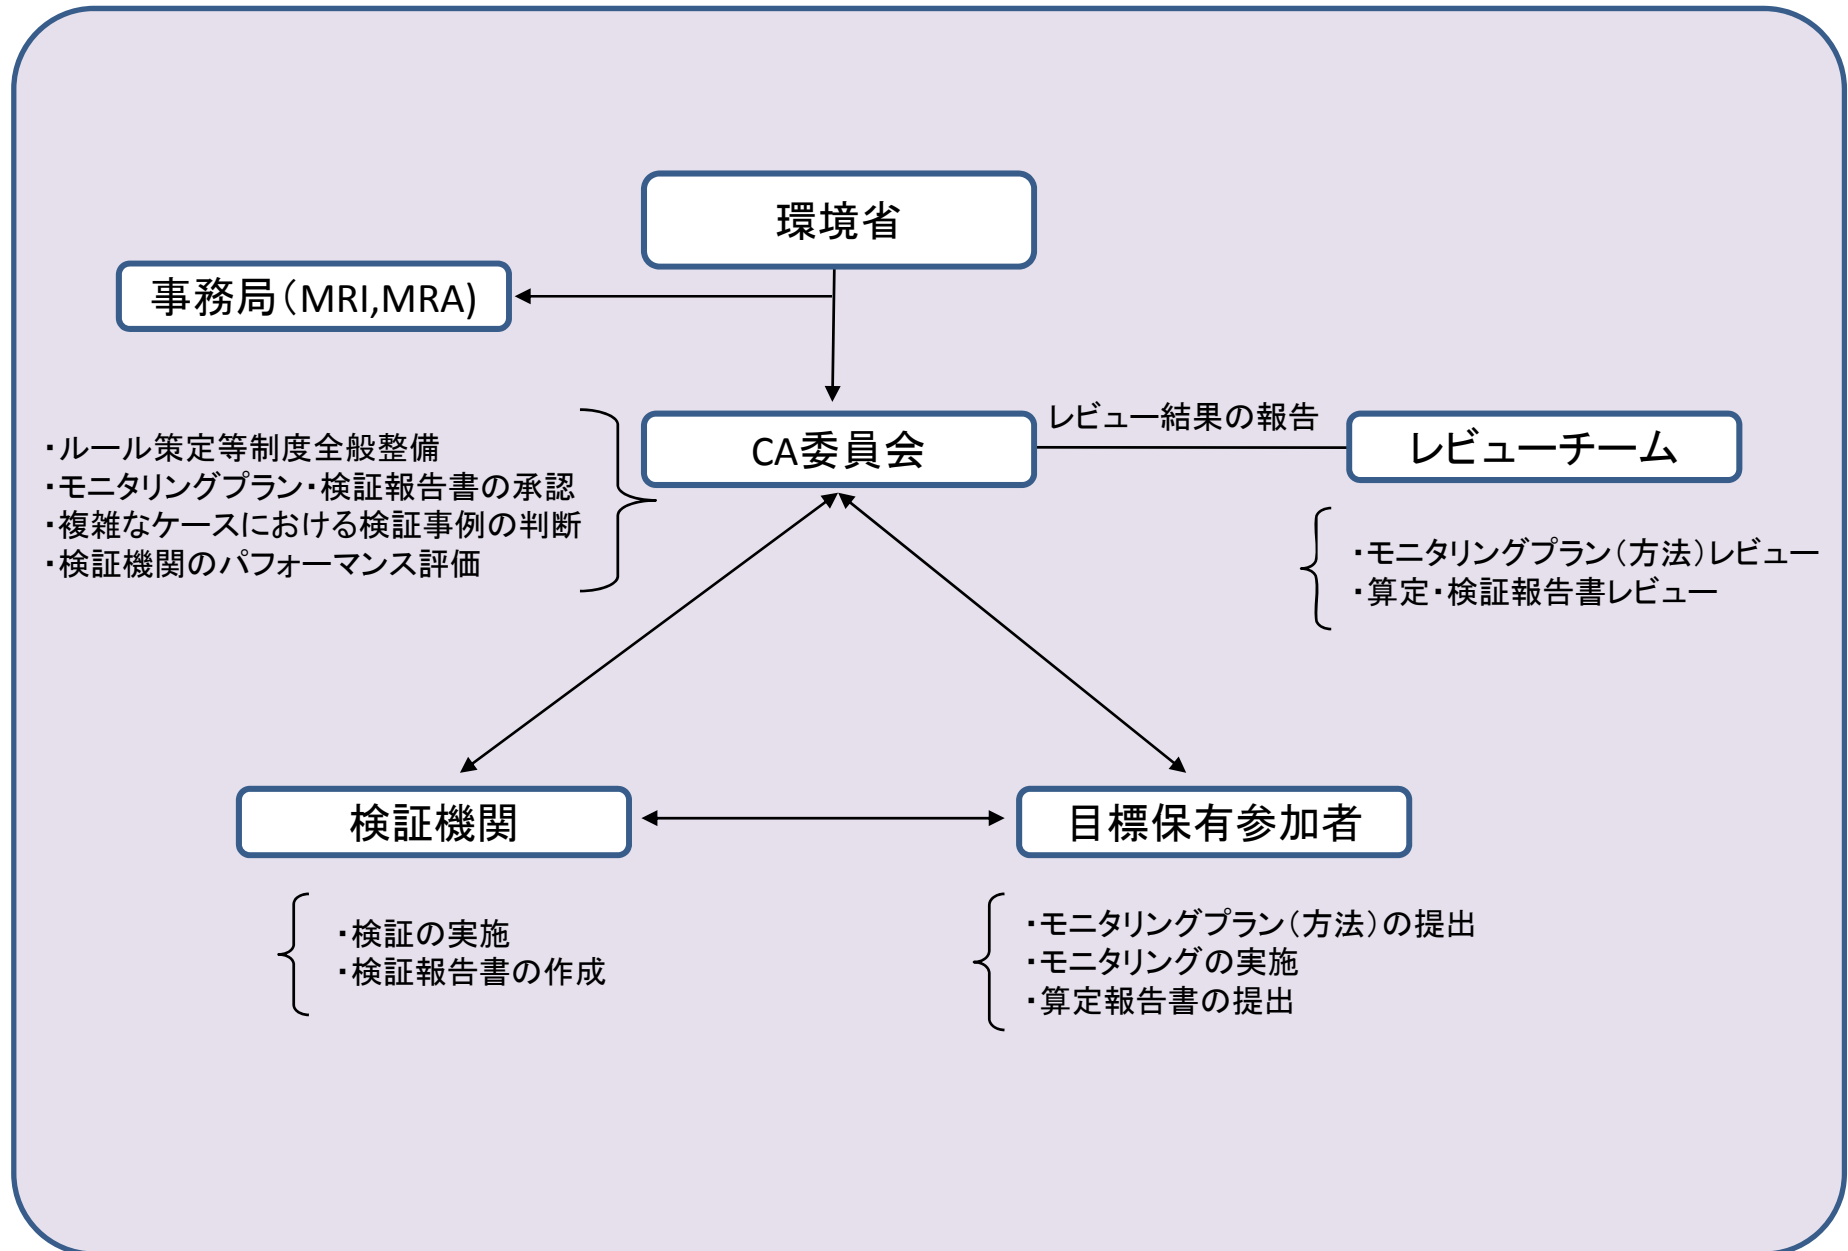 環境省
事務局（MRI,MRA)
CA委員会
レビュー結果の報告
レビューチーム
・ルール策定等制度全般整備
・モニタリングプラン・検証報告書の承認
・複雑なケースにおける検証事例の判断
・検証機関のパフォーマンス評価
・モニタリングプラン（方法）レビュー
・算定・検証報告書レビュー
検証機関
目標保有参加者
・検証の実施
・検証報告書の作成
・モニタリングプラン（方法）の提出
・モニタリングの実施
・算定報告書の提出